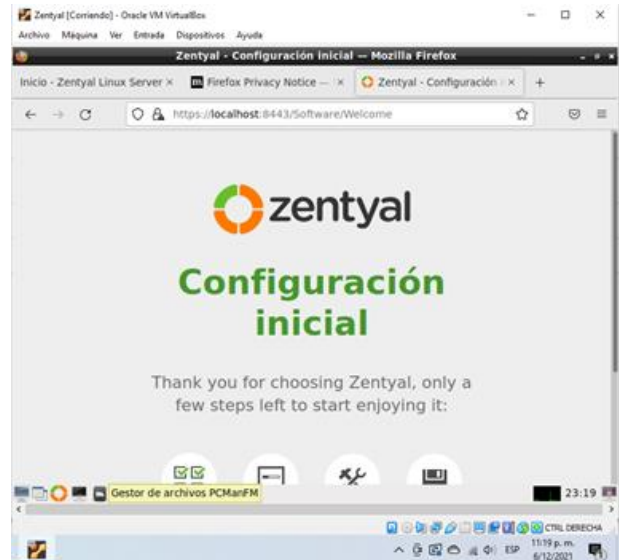 Zentyal [Corriendo] - Oracle VM VirtualBox
Archivo Máquina Ver Entrada Dispositivos Ayuda
Zentyal - Configuración inicial — Mozilla Firefox
Inicio - Zentyal Linux Server × Firefox Privacy Notice — × Zentyal - Configuración × +
https://localhost:8443/Software/Welcome
zentyal
Configuración
inicial
Thank you for choosing Zentyal, only a
few steps left to start enjoying it:
Gestor de archivos PCManFM
23:19
CTRL DERECHA
ESP 11:19 p. m.
6/12/2021